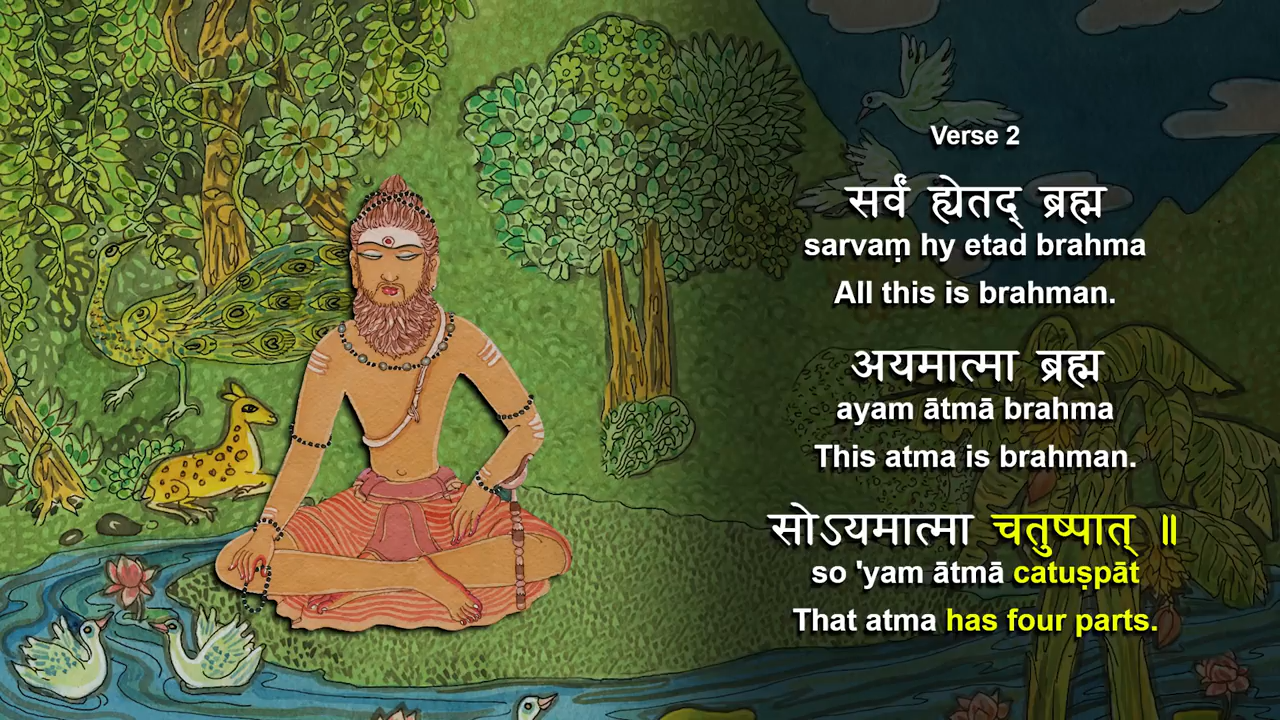 Verse 2
सर्वं ह्येतद् ब्रह्म
sarvaṃ hy etad brahma
All this is brahman.
अयमात्मा ब्रह्म
ayam ātmā brahma
This atma is brahman.
सोऽयमात्मा चतुष्पात् ॥
so 'yam ātmā catuṣpāt
That atma has four parts.